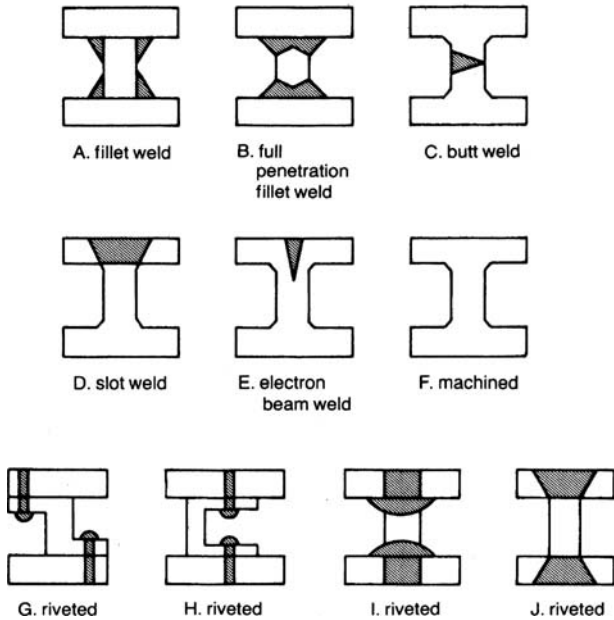 A. fillet weld
B. full
penetration
fillet weld
C. butt weld
D. slot weld
E. electron
beam weld
F. machined
G. riveted
H. riveted
I. riveted
J. riveted